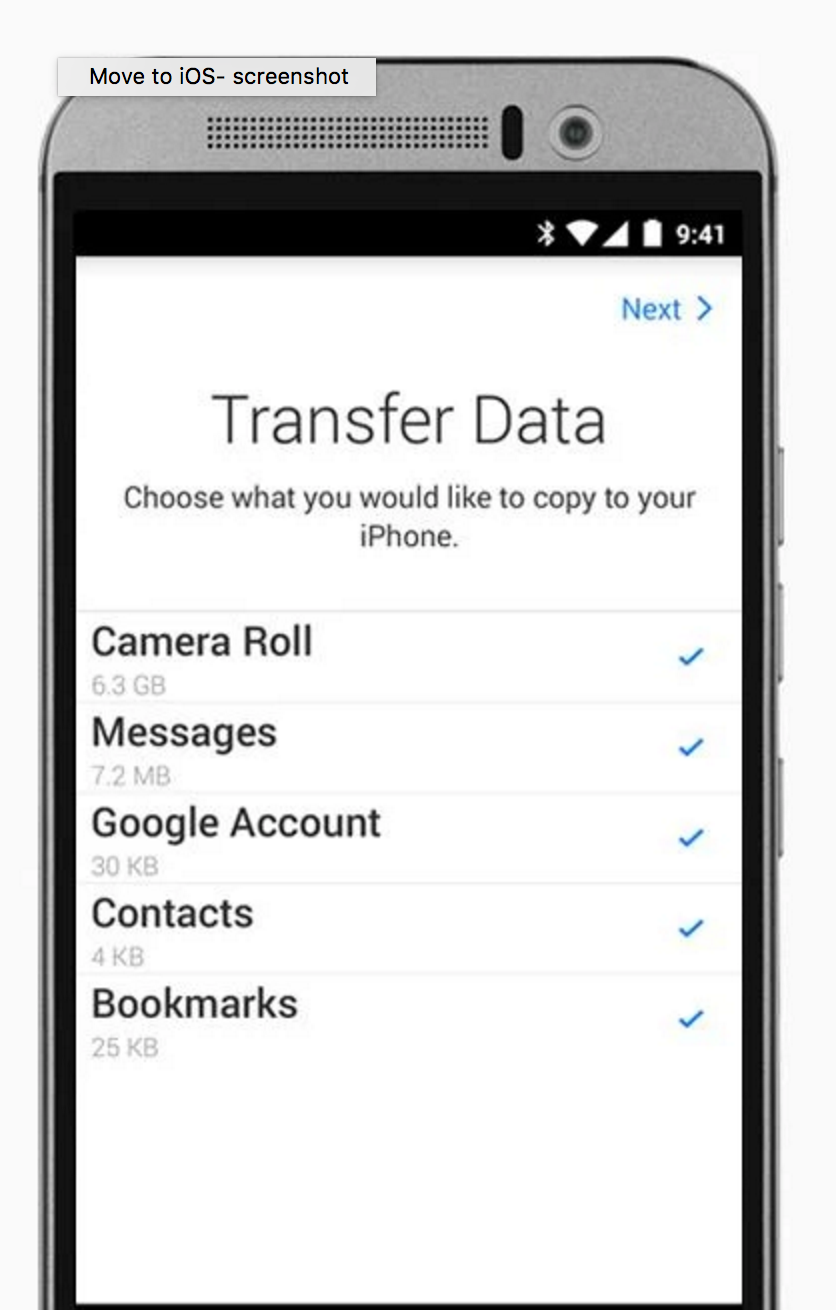 Move to iOS- screenshot
9:41
Next
Transfer Data
Choose what you would like to copy to your
iPhone.
Camera Roll
6.3 GB
Messages
7.2 MB
Google Account
30 KB
Contacts
4 KB
Bookmarks
25 KB